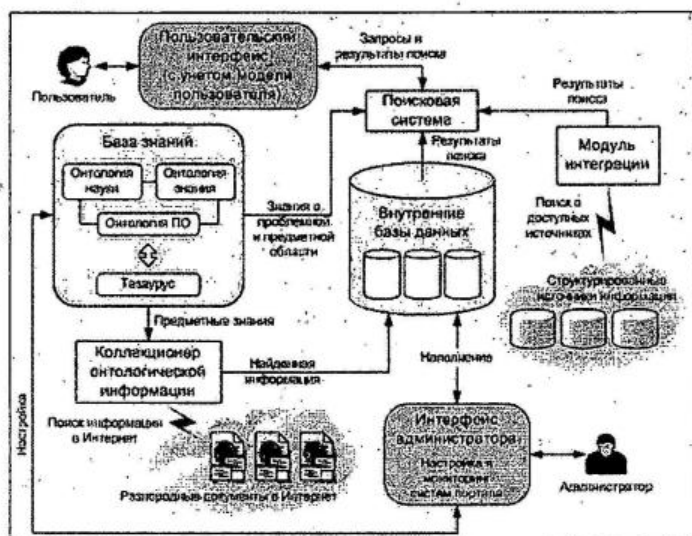 Пользовательский
интерфейс
(с учетом модели
пользователя)
Запросы и
результаты поиска
Пользователь
Поисковая
система
Результаты
поиска
Результаты
поиска
Модуль
интеграции
База знаний
Онтология
науки
Онтология
знания
Онтология ПО
Тезаурус
Знания о
проблемной
и предметной
области
Внутренние
базы данных
Поиск в
доступных
источниках
Структурированные
источники информации
Предметные знания
Коллекционер
онтологической
информации
Найденная
информация
Наполнение
Настройка
Поиск информации
в Интернет
Разнородные документы в Интернет
Интерфейс
администратора
Настройка и
мониторинг
систем портала
Администратор